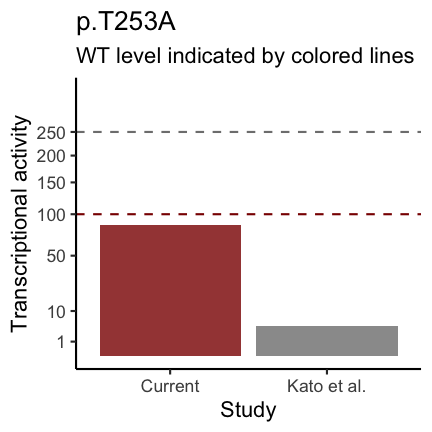 p.T253A
WT level indicated by colored lines
Transcriptional activity
250
200
150
100
50
10
1
Current
Kato et al.
Study